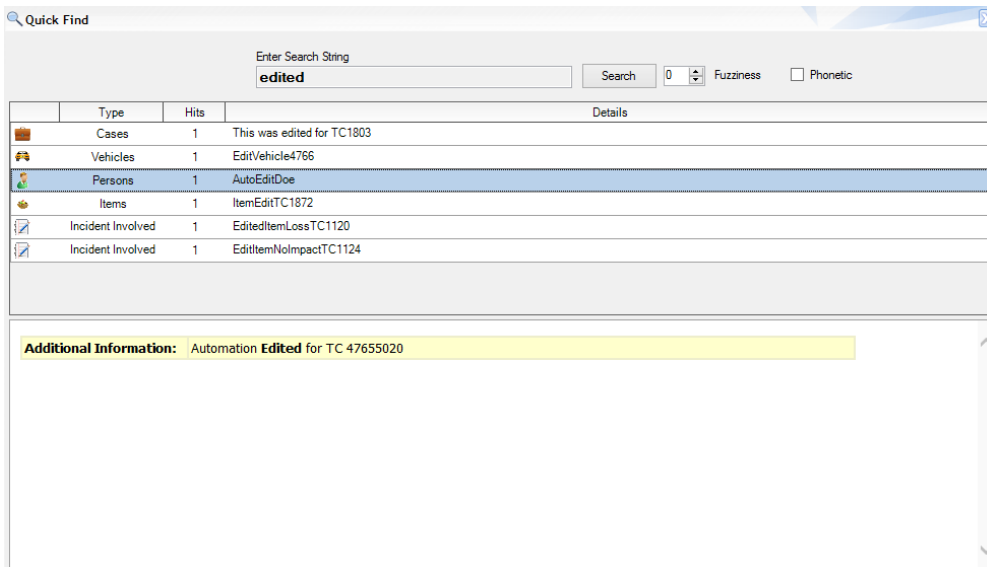 Quick Find
Enter Search String
edited Search 0 Fuzziness Phonetic
Type Hits Details
Cases 1 This was edited for TC1803
Vehicles 1 EditVehicle4766
Persons 1 AutoEditDoe
Items 1 ItemEditTC1872
Incident Involved 1 EditedItemLossTC1120
Incident Involved 1 EditItemNoImpactTC1124
Additional Information: Automation Edited for TC 47655020